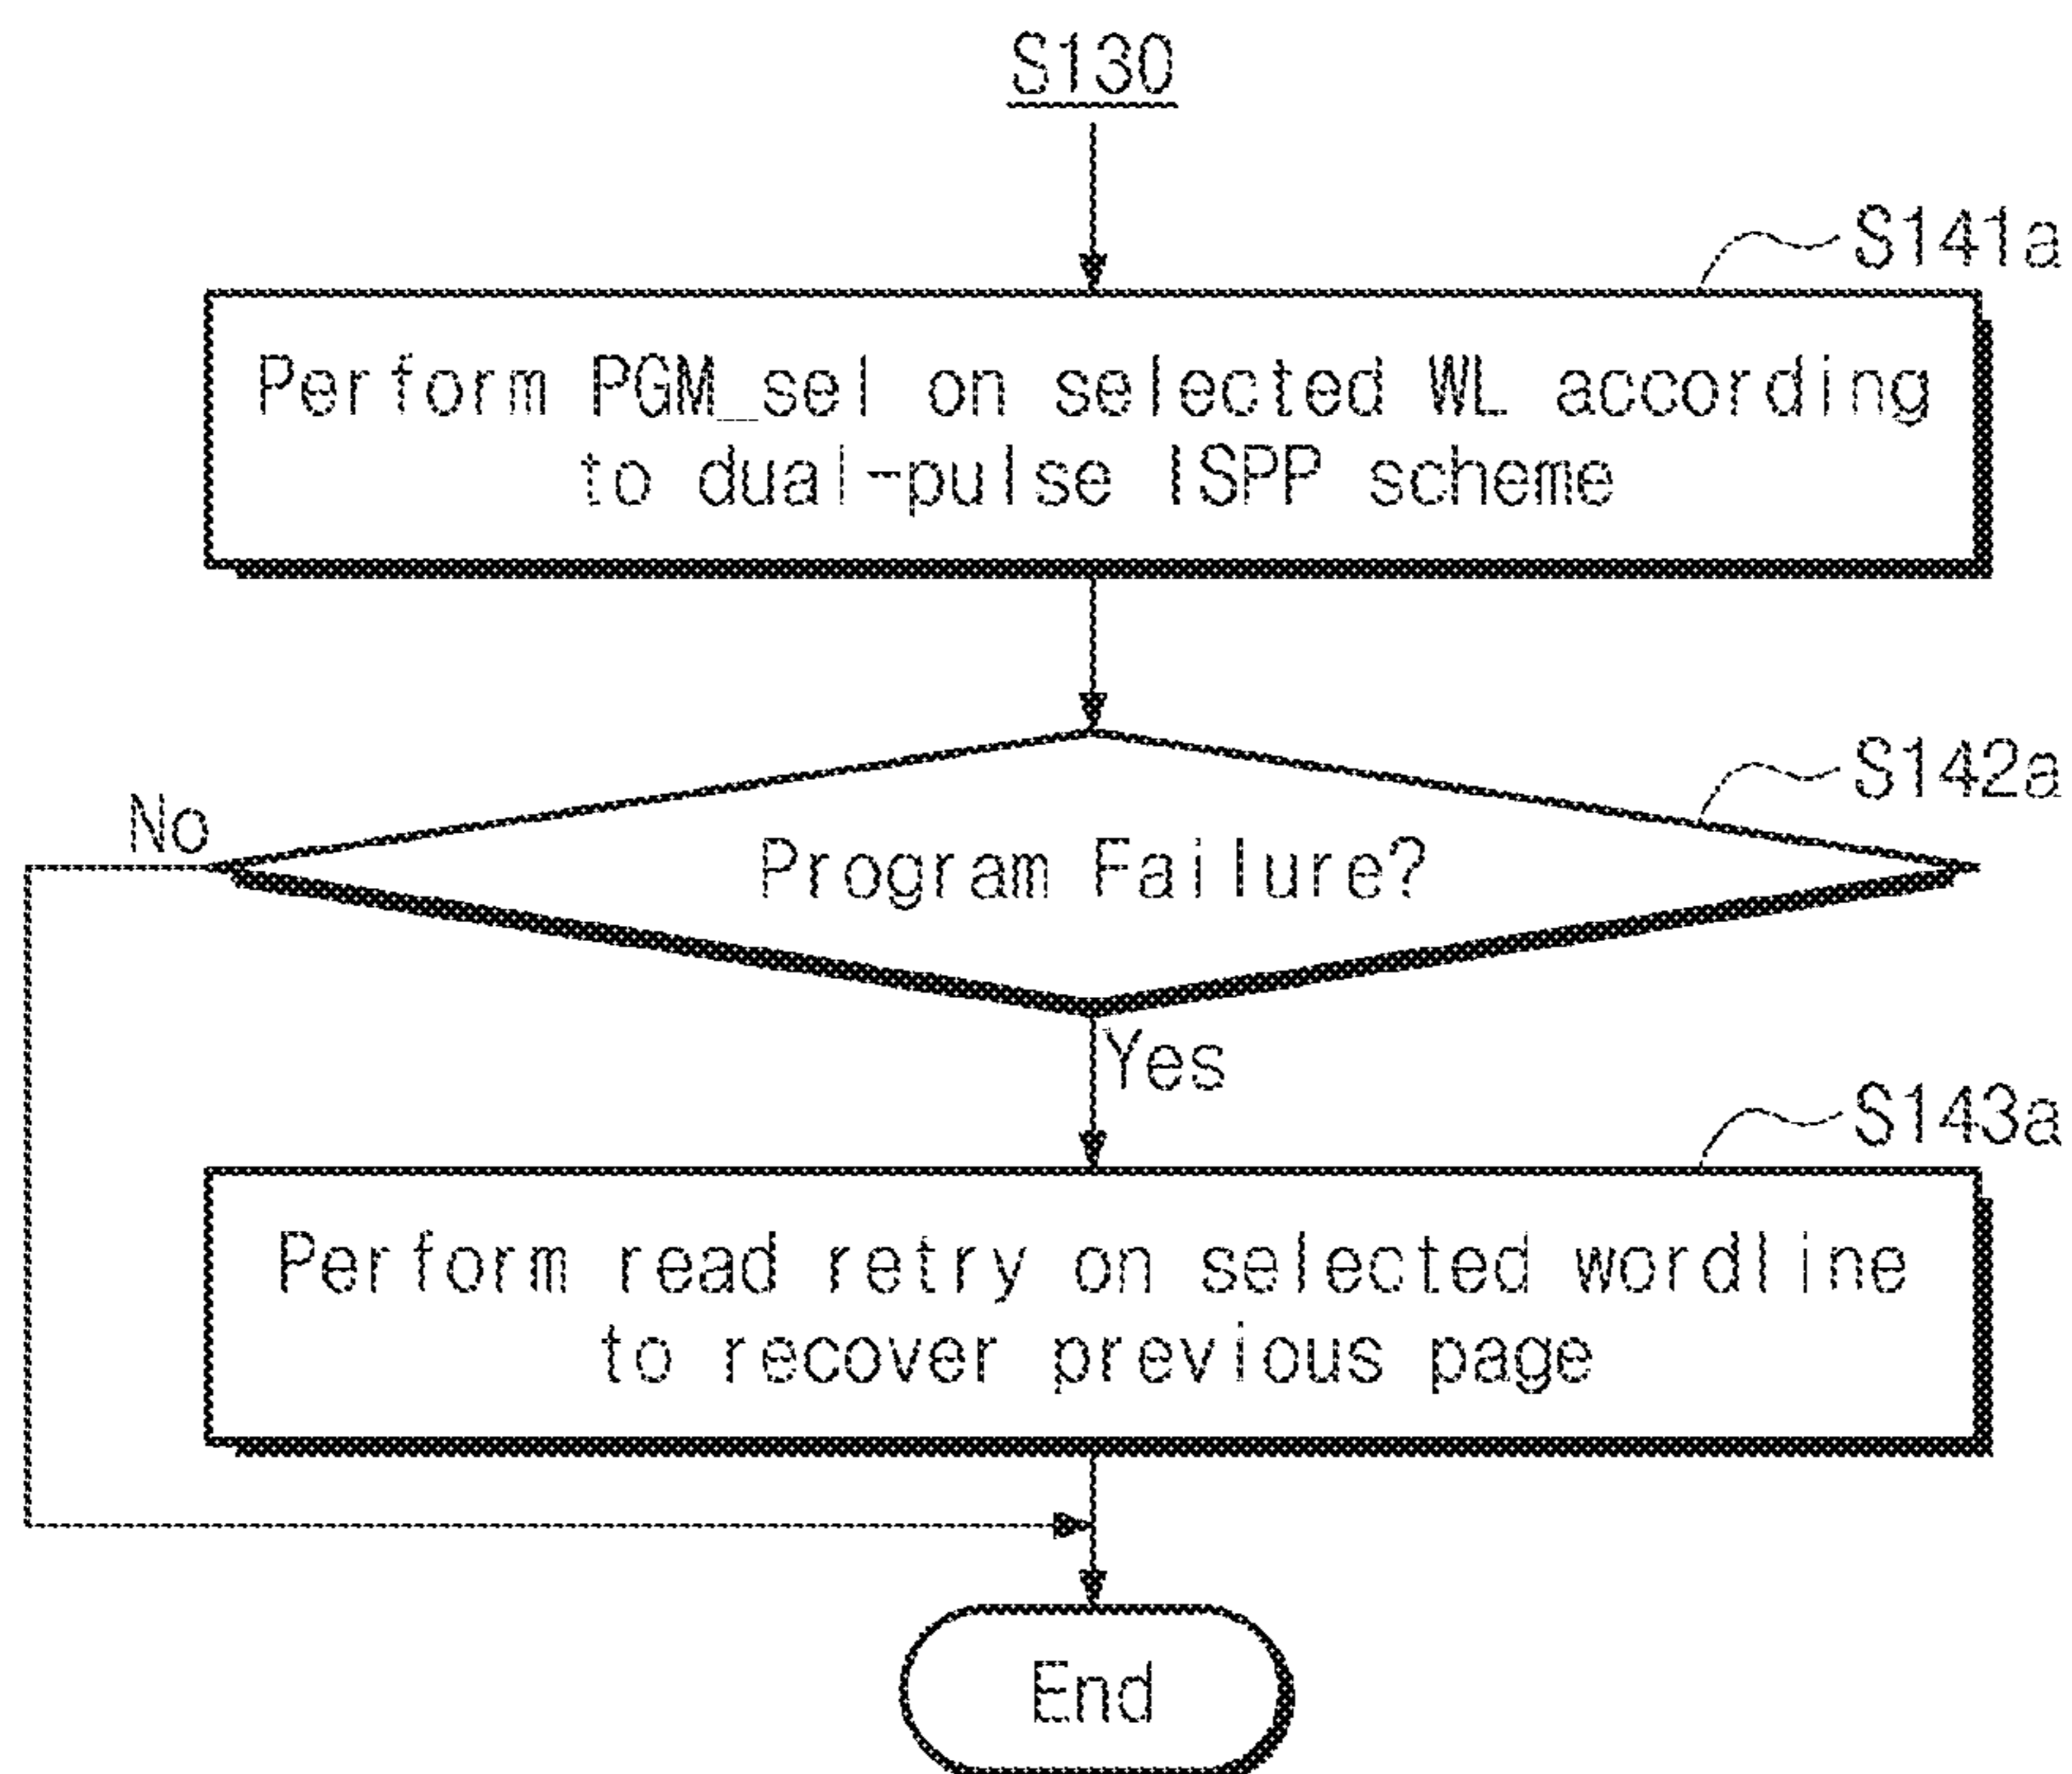 S130
S141a
Perform PGM_sel on selected WL according
to dual-pulse ISPP scheme
S142a
No
Program Failure?
Yes
S143a
Perform read retry on selected wordline
to recover previous page
End